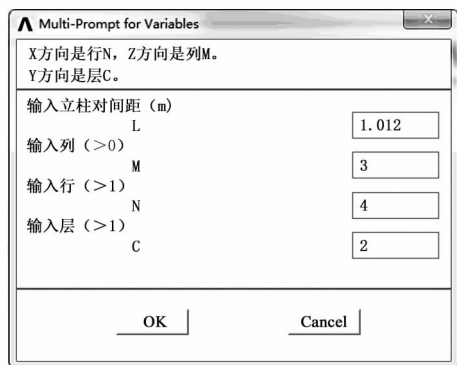 Multi-Prompt for Variables
X方向是行N，Z方向是列M。
Y方向是层C。
输入立柱对间距（m)
L 1.012
输入列（＞0）
M 3
输入行（＞1）
N 4
输入层（＞1）
C 2
OK Cancel